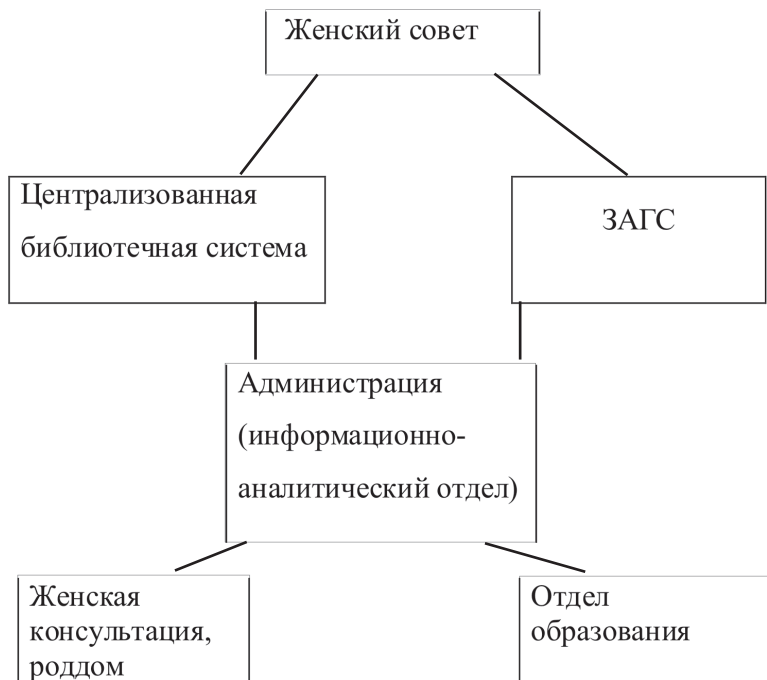 Женский совет
Централизованная
библиотечная система
ЗАГС
Администрация
(информационно-
аналитический отдел)
Женская
консультация,
роддом
Отдел
образования